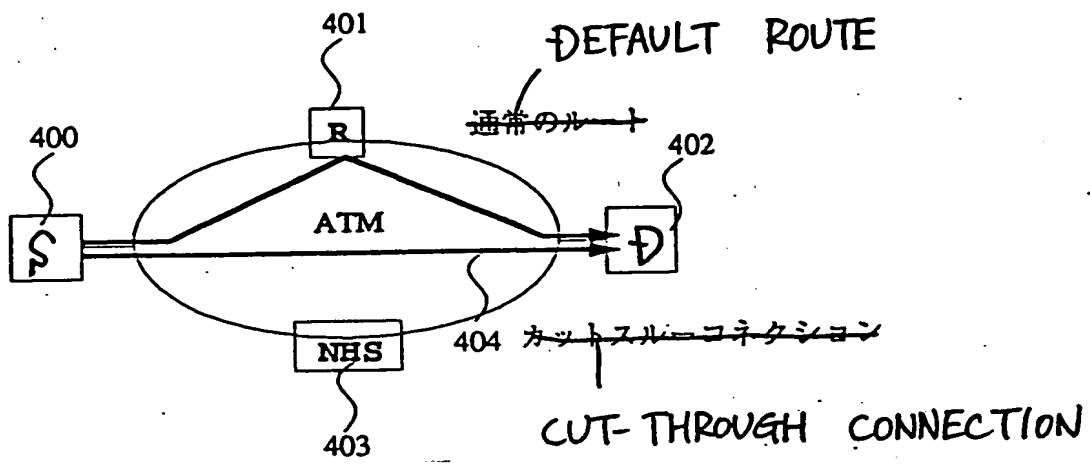 401
DEFAULT ROUTE
R
通常のルート
400
402
ATM
S
D
404
カットスルーコネクション
NHS
403
CUT-THROUGH CONNECTION